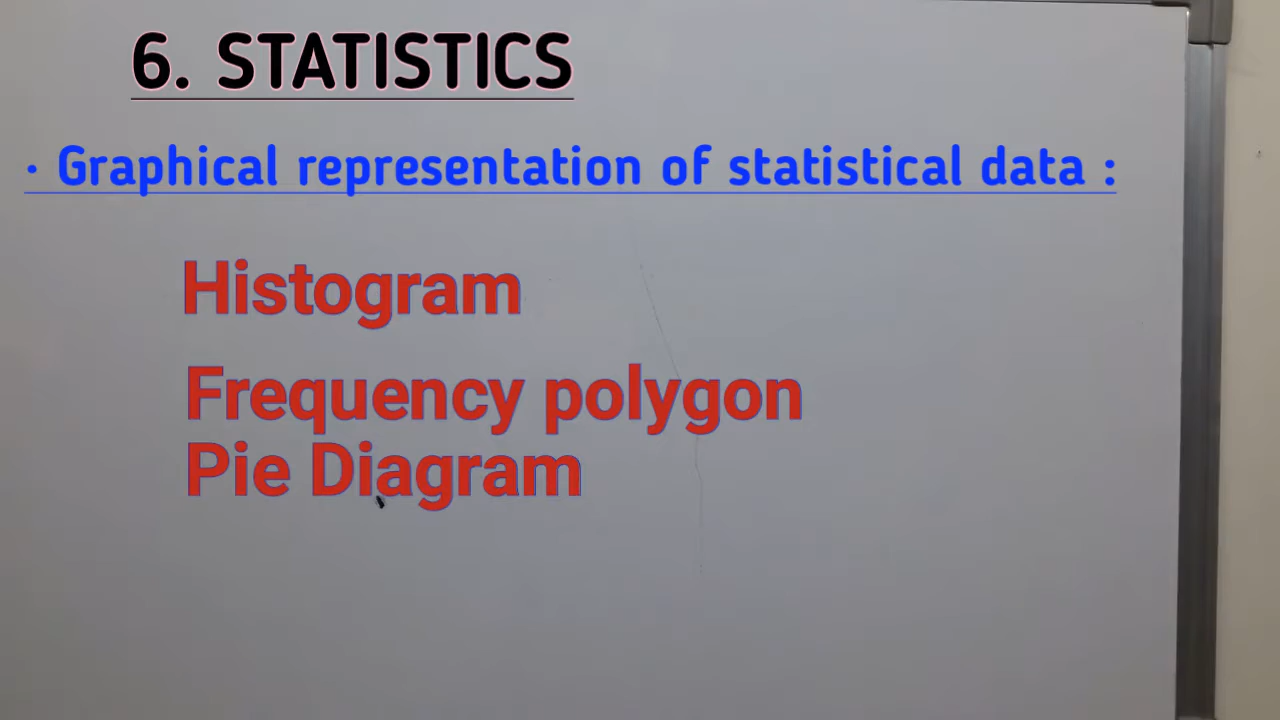 6. STATISTICS
· Graphical representation of statistical data :
Histogram
Frequency polygon
Pie Diagram